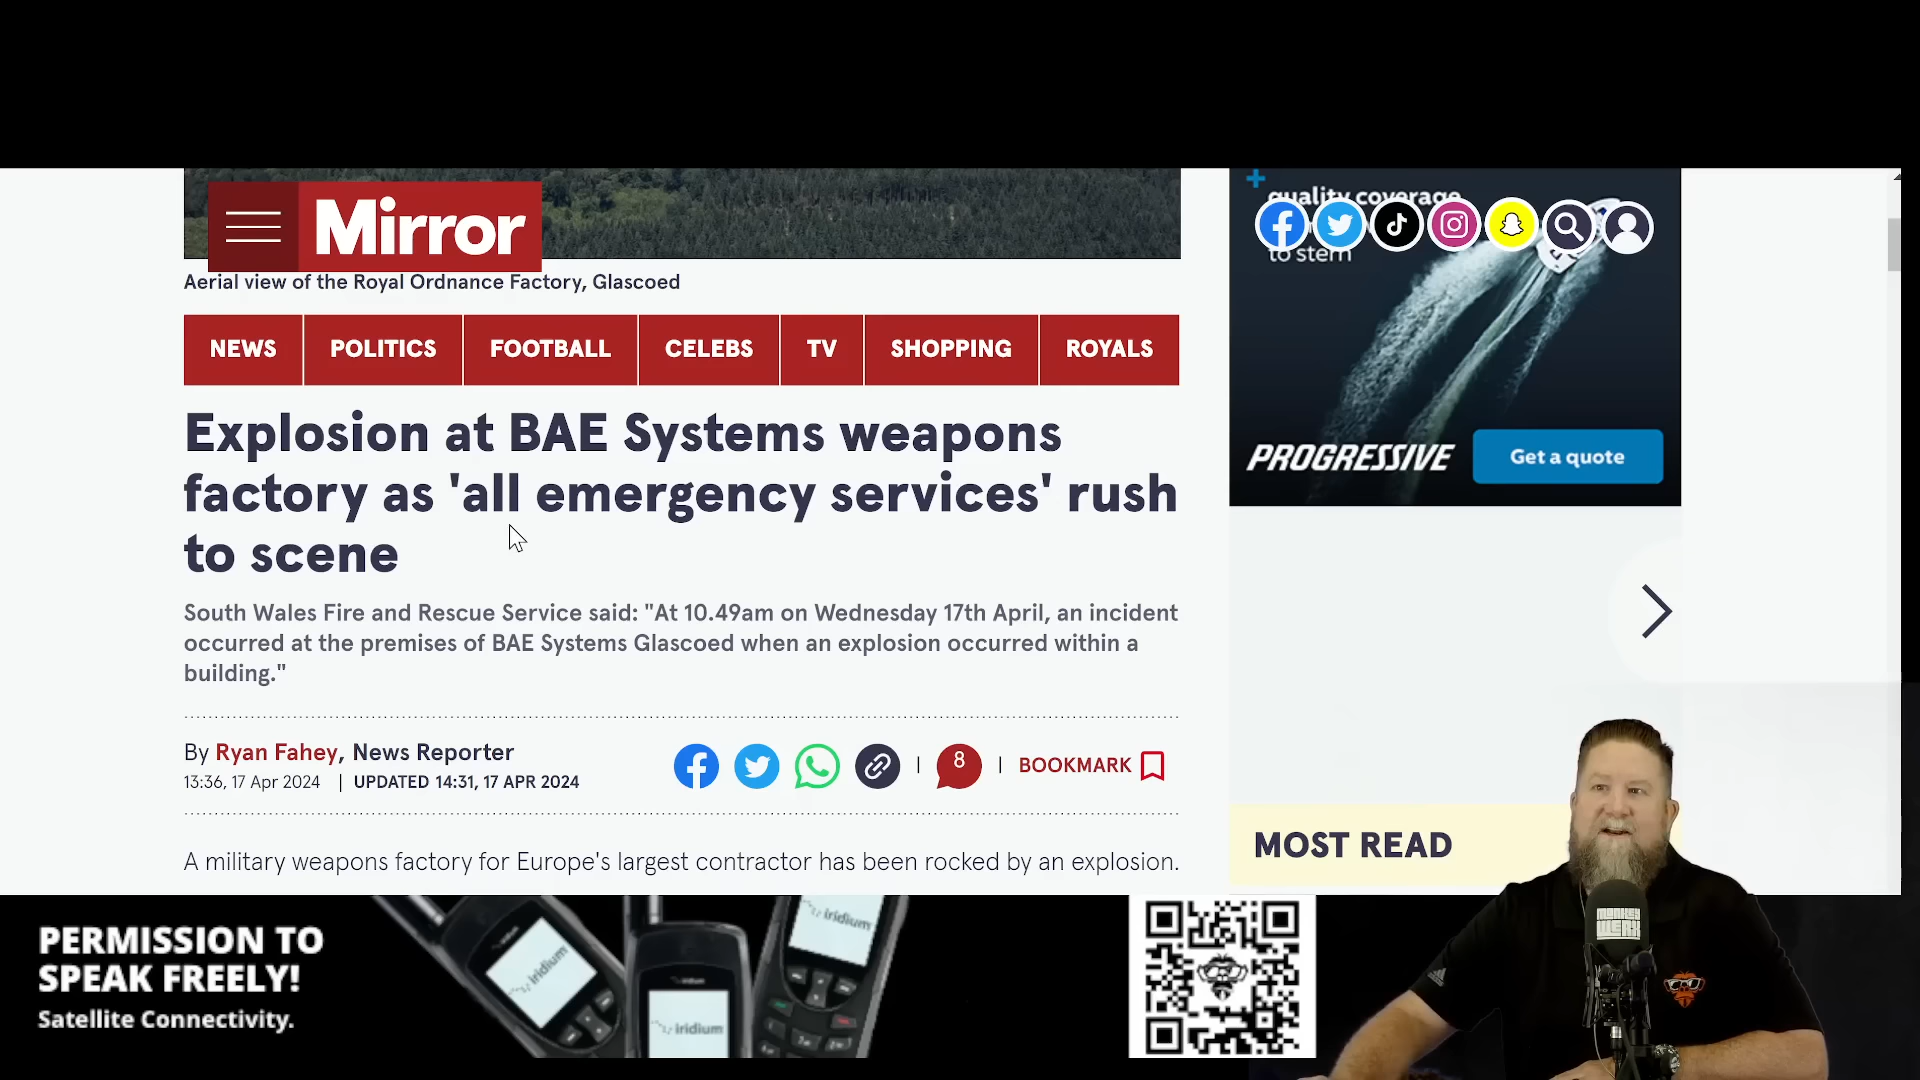 Mirror
quality coverage
to stern
Aerial view of the Royal Ordnance Factory, Glascoed
NEWS
POLITICS
FOOTBALL
CELEBS
TV
SHOPPING
ROYALS
Explosion at BAE Systems weapons
factory as 'all emergency services' rush
to scene
PROGRESSIVE
Get a quote
South Wales Fire and Rescue Service said: "At 10.49am on Wednesday 17th April, an incident
occurred at the premises of BAE Systems Glascoed when an explosion occurred within a
building."
By Ryan Fahey, News Reporter
13:36, 17 Apr 2024 | UPDATED 14:31, 17 APR 2024
8
BOOKMARK
MOST READ
A military weapons factory for Europe's largest contractor has been rocked by an explosion.
PERMISSION TO
SPEAK FREELY!
Satellite Connectivity.
iridium
iridium
iridium
MONKEY
WERX